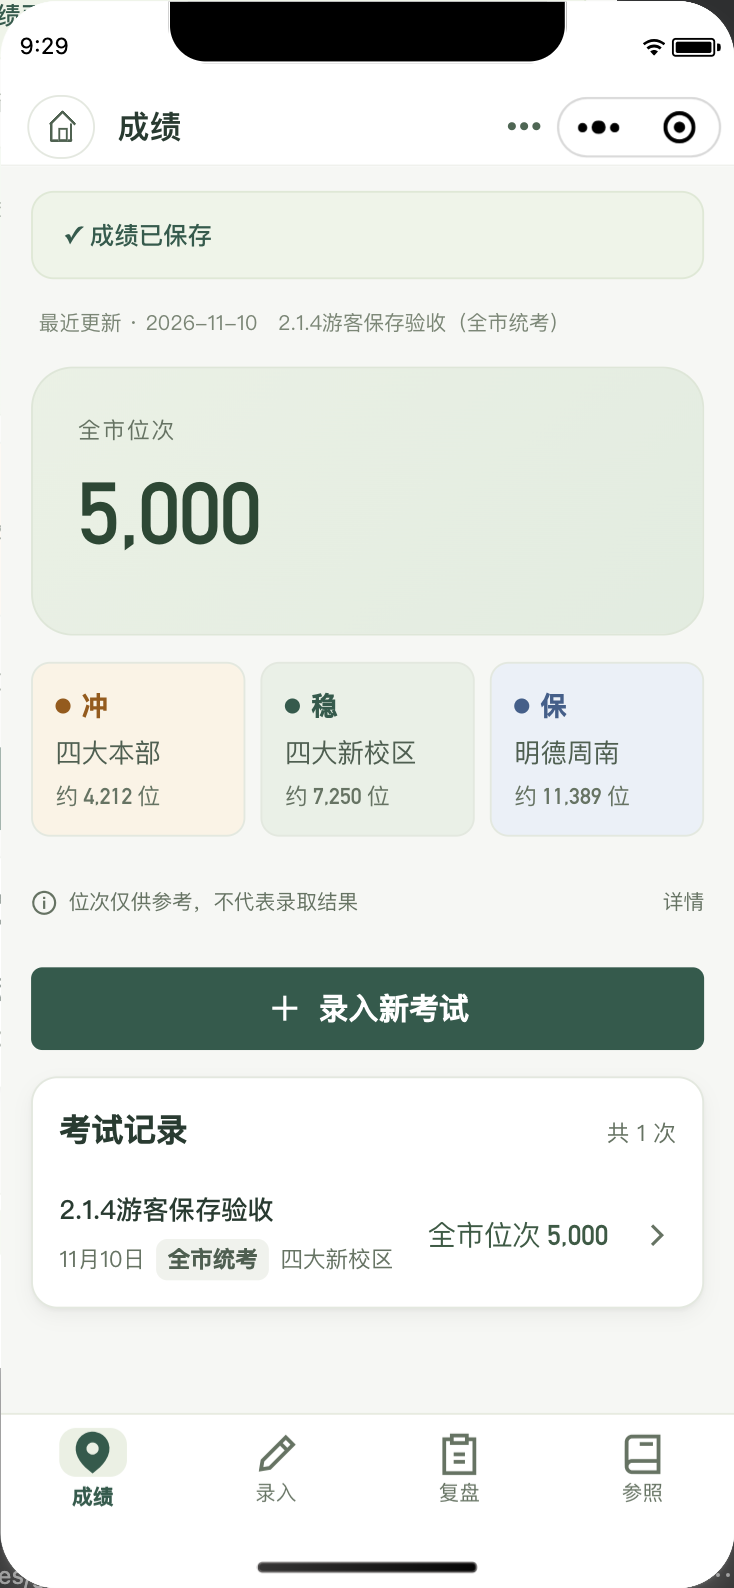 9:29
成绩
✓ 成绩已保存
最近更新 · 2026-11-10 2.1.4游客保存验收（全市统考）
全市位次
5,000
冲
四大本部
约 4,212 位
稳
四大新校区
约 7,250 位
保
明德周南
约 11,389 位
位次仅供参考，不代表录取结果 详情
＋ 录入新考试
考试记录 共 1 次
2.1.4游客保存验收
11月10日 全市统考 四大新校区
全市位次 5,000
成绩 录入 复盘 参照